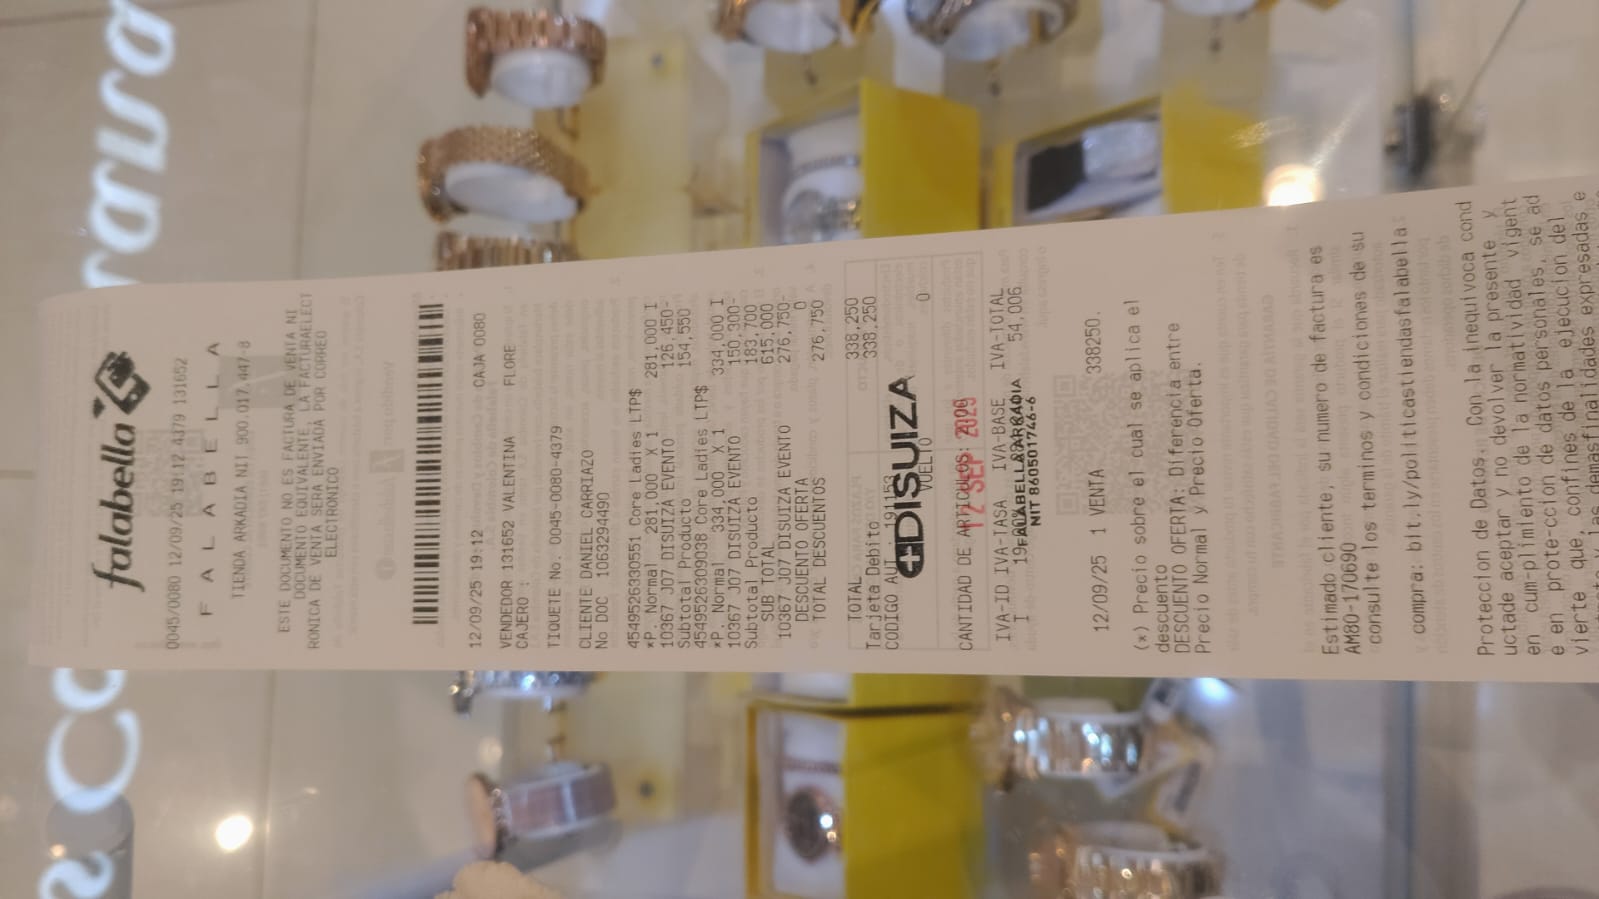 falabella
0045/0080 12/09/25 19:12 4379 131652
F A L A B E L L A
TIENDA ARKADIA NIT 900.017.447-8
ESTE DOCUMENTO NO ES FACTURA DE VENTA NI
DOCUMENTO EQUIVALENTE, LA FACTURAELECT
RONICA DE VENTA SERA ENVIADA POR CORREO
ELECTRONICO
12/09/25 19:12 CAJA 0080
VENDEDOR 131652 VALENTINA FLORE
CAJERO :
TIQUETE No. 0045-0080-4379
CLIENTE DANIEL CARRIAZO
No DOC 1063294490
4549526330551 Core Ladies LTP$
*P. Normal 281,000 X 1 281,000 I
10367 J07 DISUIZA EVENTO 126,450-
Subtotal Producto 154,550
4549526309038 Core Ladies LTP$
*P. Normal 334,000 X 1 334,000 I
10367 J07 DISUIZA EVENTO 150,300-
Subtotal Producto 183,700
SUB TOTAL 615,000
10367 J07 DISUIZA EVENTO 276,750-
DESCUENTO OFERTA 0
TOTAL DESCUENTOS 276,750
TOTAL 338,250
Tarjeta Debito 338,250
CODIGO AUT 191153
DISUIZA
VUELTO 0
CANTIDAD DE ARTICULOS:
12 SEP 2025
IVA-ID IVA-TASA IVA-BASE IVA-TOTAL
I 54,006
FALABELLA ARKADIA
NIT 860501746-6
12/09/25 1 VENTA 338250.
(*) Precio sobre el cual se aplica el
descuento
DESCUENTO OFERTA: Diferencia entre
Precio Normal y Precio Oferta.
Estimado cliente, su numero de factura es
AM80-170690
consulte los terminos y condiciones de su
compra: bit.ly/politicastiendasfalabella
Proteccion de Datos. Con la inequivoca cond
uctade aceptar y no devolver la presente y
en cum-plimiento de la normatividad vigent
e en prote-cción de datos personales, se ad
vierte que, confines de la ejecucion del